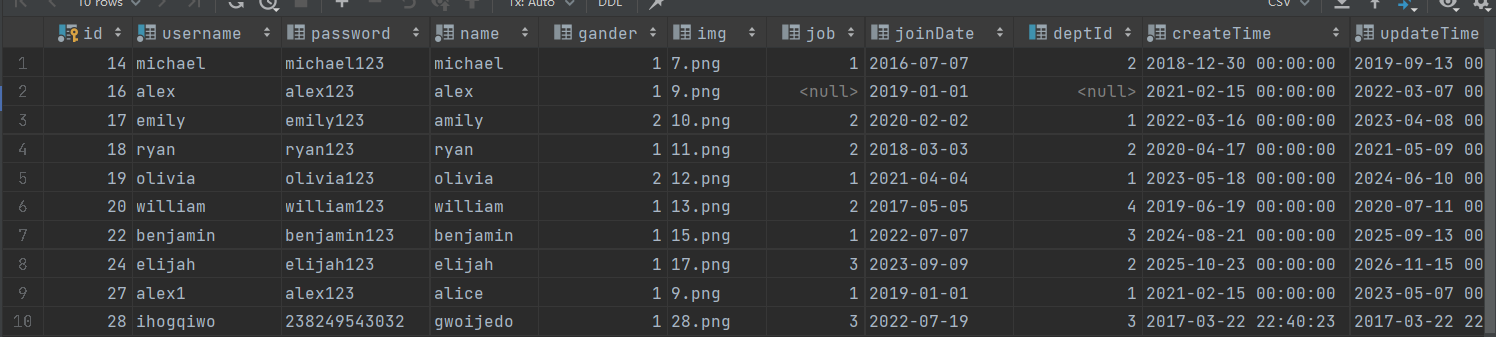 10 rows Tx: Auto DDL CSV
id username password name gander img job joinDate deptId createTime updateTime
1 14 michael michael123 michael 1 7.png 1 2016-07-07 2 2018-12-30 00:00:00 2019-09-13 00
2 16 alex alex123 alex 1 9.png <null> 2019-01-01 <null> 2021-02-15 00:00:00 2022-03-07 00
3 17 emily emily123 amily 2 10.png 2 2020-02-02 1 2022-03-16 00:00:00 2023-04-08 00
4 18 ryan ryan123 ryan 1 11.png 2 2018-03-03 2 2020-04-17 00:00:00 2021-05-09 00
5 19 olivia olivia123 olivia 2 12.png 1 2021-04-04 1 2023-05-18 00:00:00 2024-06-10 00
6 20 william william123 william 1 13.png 2 2017-05-05 4 2019-06-19 00:00:00 2020-07-11 00
7 22 benjamin benjamin123 benjamin 1 15.png 1 2022-07-07 3 2024-08-21 00:00:00 2025-09-13 00
8 24 elijah elijah123 elijah 1 17.png 3 2023-09-09 2 2025-10-23 00:00:00 2026-11-15 00
9 27 alex1 alex123 alice 1 9.png 1 2019-01-01 1 2021-02-15 00:00:00 2023-05-07 00
10 28 ihogqiwo 238249543032 gwoijedo 1 28.png 3 2022-07-19 3 2017-03-22 22:40:23 2017-03-22 22